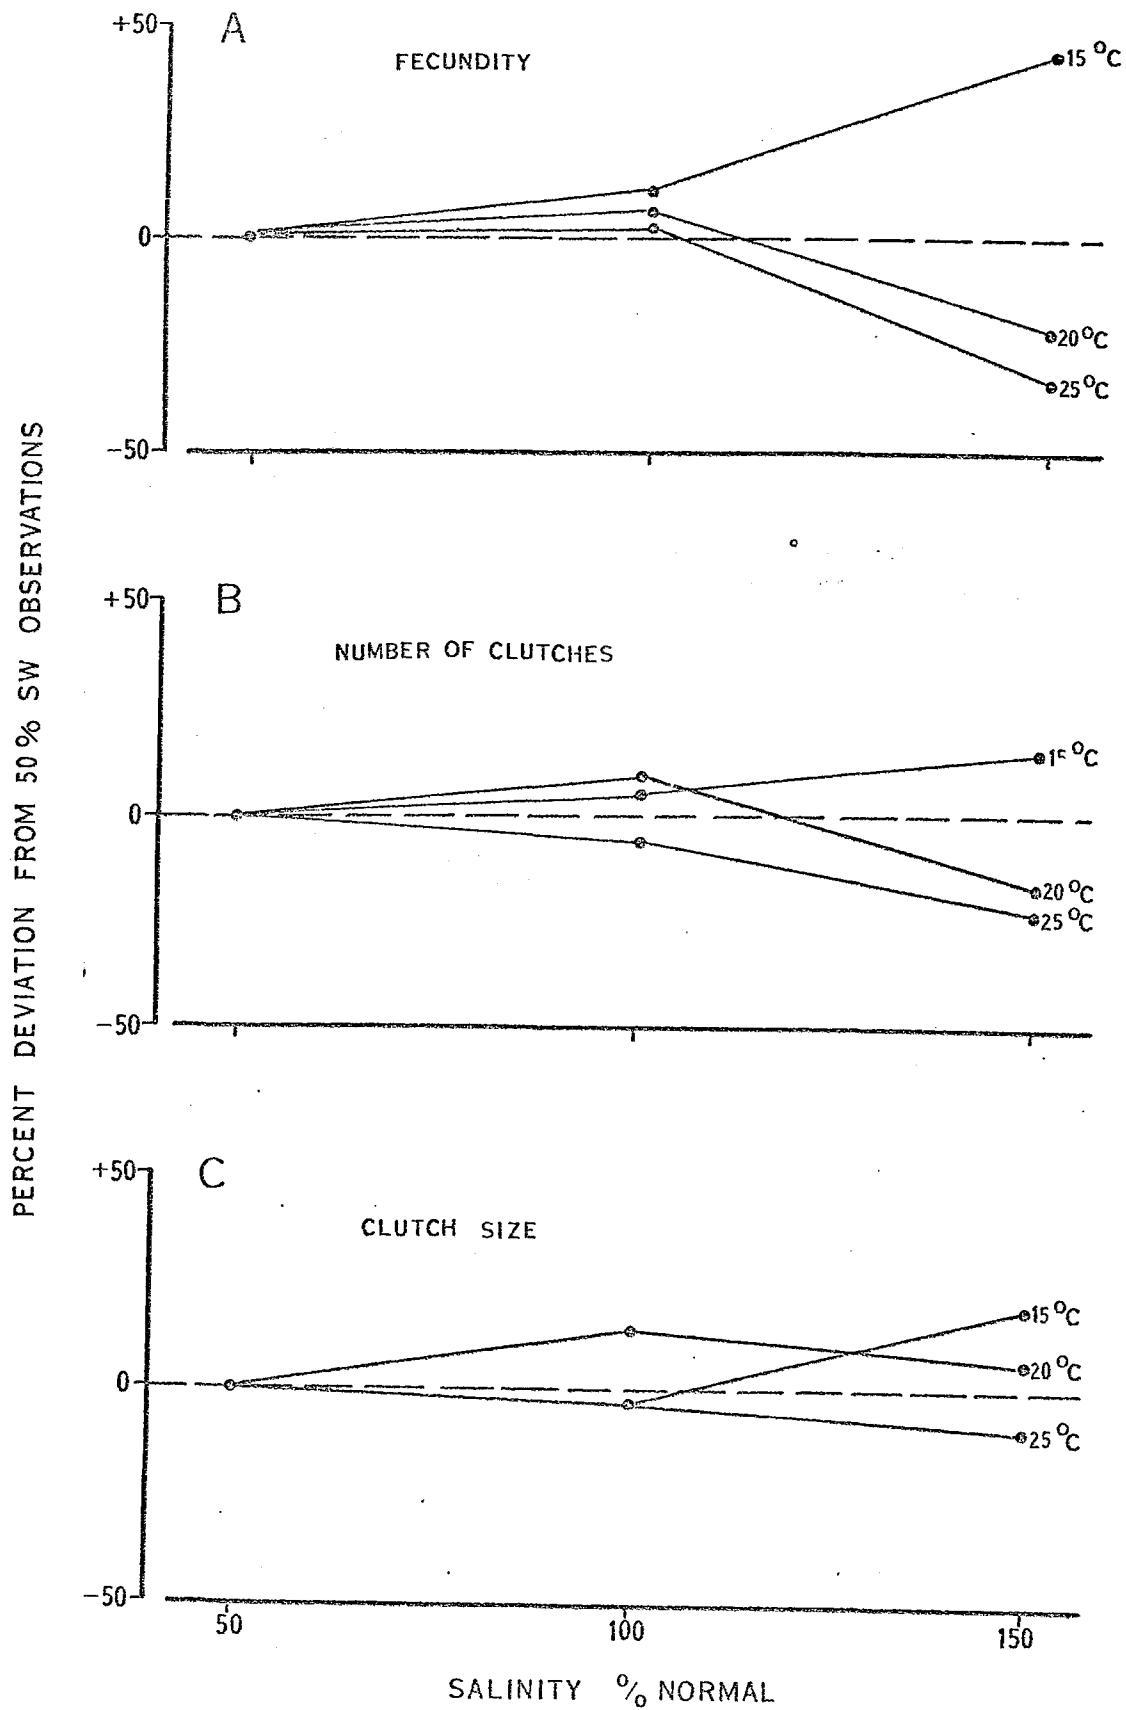 PERCENT DEVIATION FROM 50% SW OBSERVATIONS
A
FECUNDITY
+50
0
-50
15 °C
20 °C
25 °C
B
NUMBER OF CLUTCHES
+50
0
-50
°C
20 °C
25 °C
C
CLUTCH SIZE
+50
0
-50
15 °C
20 °C
25 °C
50
100
150
SALINITY % NORMAL